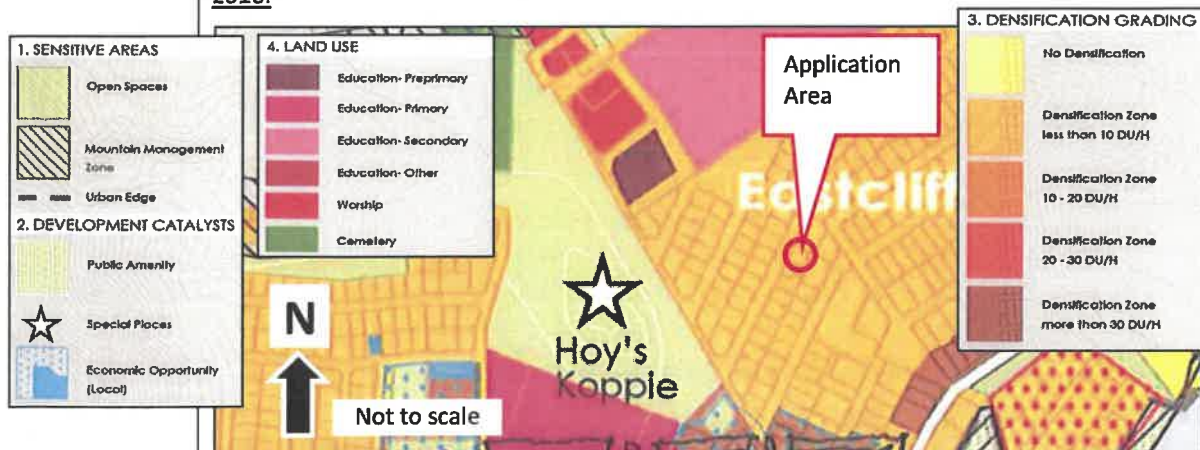 2018.
1. SENSITIVE AREAS
Open Spaces
Mountain Management
Zone
Urban Edge
2. DEVELOPMENT CATALYSTS
Public Amenity
Special Places
Economic Opportunity
(Local)
4. LAND USE
Education- Preprimary
Education- Primary
Education- Secondary
Education- Other
Worship
Cemetery
Application
Area
3. DENSIFICATION GRADING
No Densification
Densification Zone
less than 10 DU/H
Densification Zone
10 - 20 DU/H
Densification Zone
20 - 30 DU/H
Densification Zone
more than 30 DU/H
Eastcliff
N
Hoy's
Koppie
Not to scale